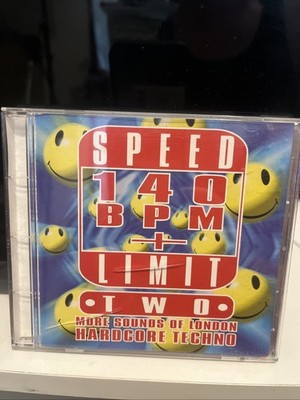 SPEED
140
BPM
+
LIMIT
• TWO •
MORE SOUNDS OF LONDON
HARDCORE TECHNO